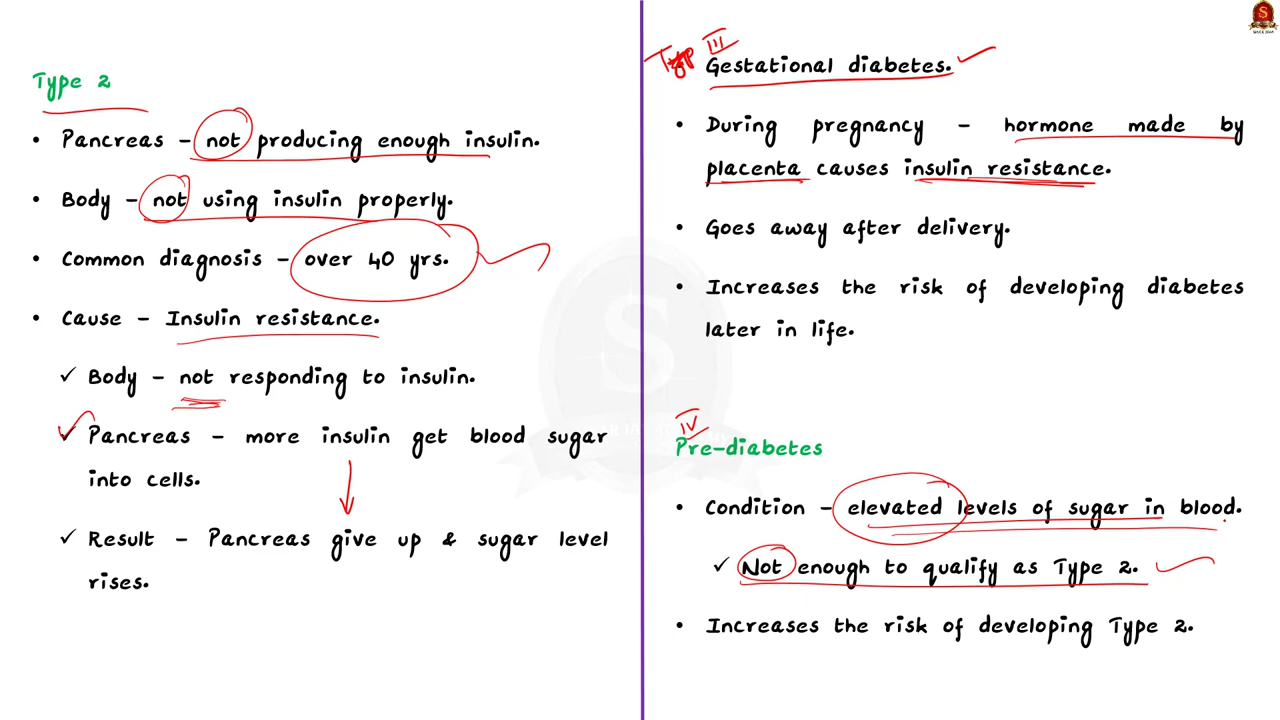 Type 2
• Pancreas – not producing enough insulin.
• Body – not using insulin properly.
• Common diagnosis – over 40 yrs.
• Cause – Insulin resistance.
✓ Body – not responding to insulin.
✓ Pancreas – more insulin get blood sugar
into cells.
✓ Result – Pancreas give up & sugar level
rises.
Type III
Gestational diabetes.
• During pregnancy – hormone made by
placenta causes insulin resistance.
• Goes away after delivery.
• Increases the risk of developing diabetes
later in life.
IV
Pre-diabetes
• Condition – elevated levels of sugar in blood.
✓ Not enough to qualify as Type 2.
• Increases the risk of developing Type 2.
S